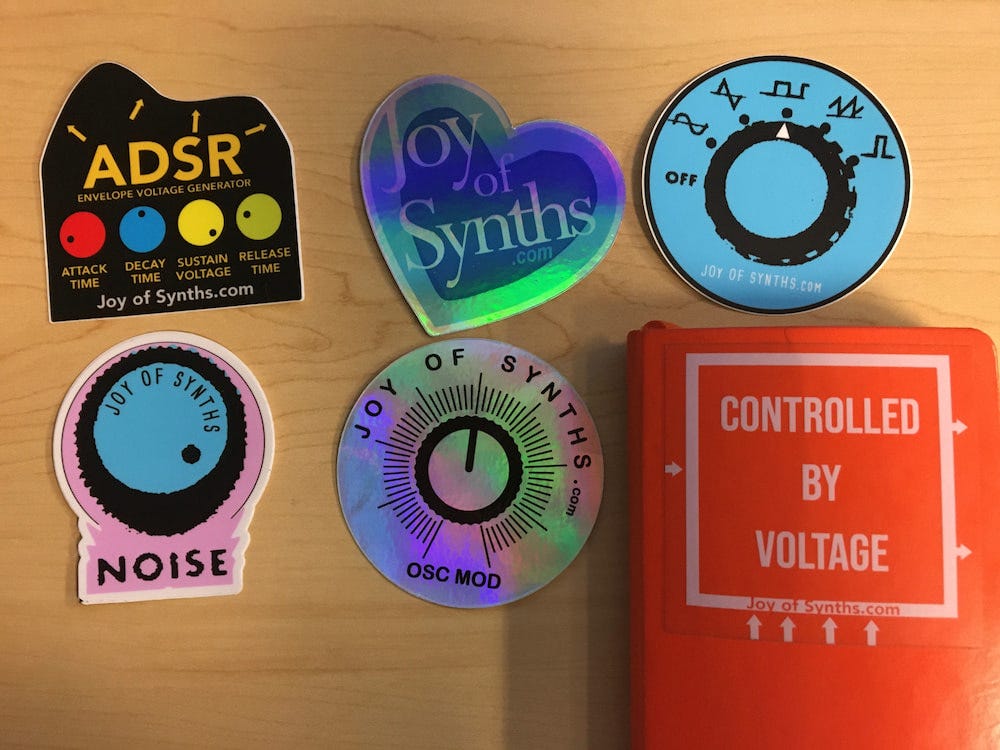 ADSR
ENVELOPE VOLTAGE GENERATOR
ATTACK TIME
DECAY TIME
SUSTAIN VOLTAGE
RELEASE TIME
Joy of Synths.com
Joy
of
Synths
.com
OFF
JOY OF SYNTHS.COM
JOY OF SYNTHS
NOISE
JOY OF SYNTHS.com
OSC MOD
CONTROLLED
BY
VOLTAGE
Joy of Synths.com